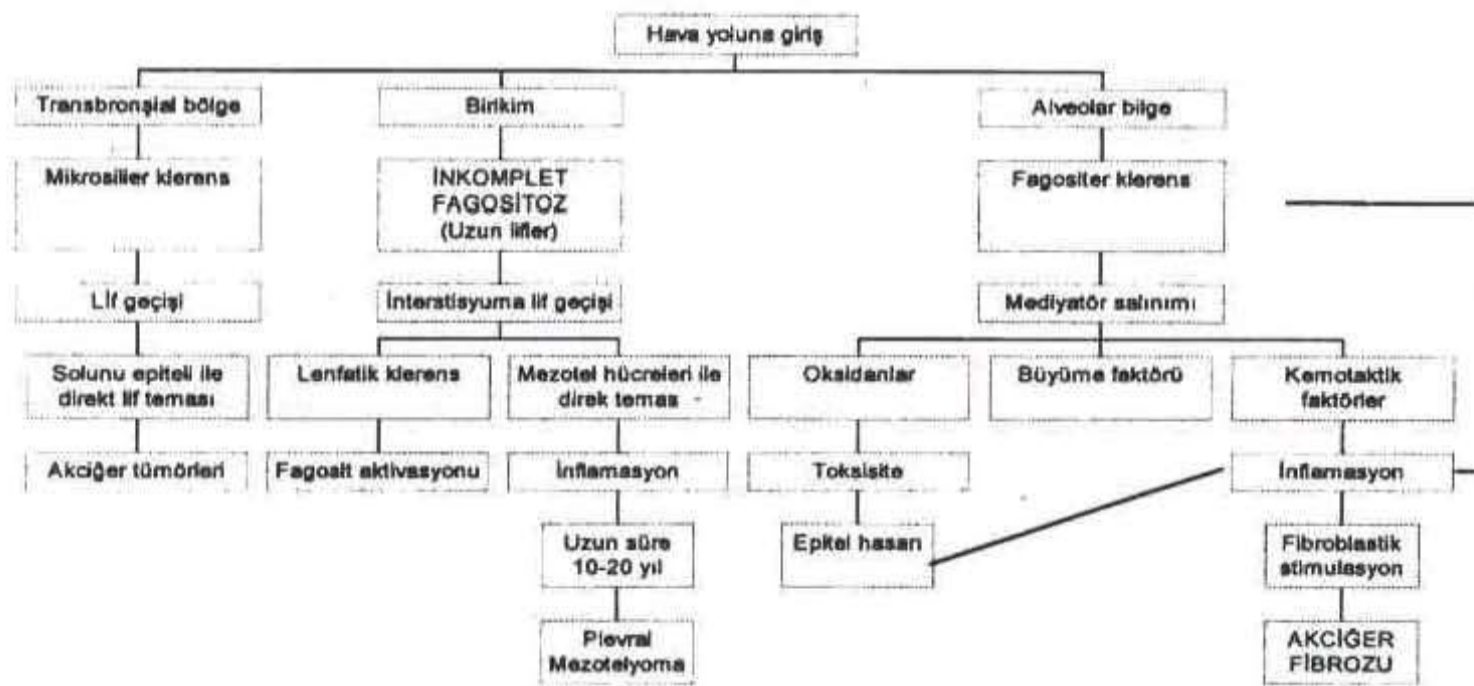 Hava yoluna giriş
Transbronşial bölge
Birikim
Alveolar bilge
Mikrosilier klerens
İNKOMPLET
FAGOSİTOZ
(Uzun lifler)
Fagositer klerens
Lif geçişi
İnterstisyuma lif geçişi
Mediyatör salınımı
Solunu epiteli ile
direkt lif teması
Lenfatik klerens
Mezotel hücreleri ile
direk temas
Oksidanlar
Büyüme faktörü
Kemotaktik
faktörler
Akciğer tümörleri
Fagosit aktivasyonu
İnflamasyon
Toksisite
İnflamasyon
Uzun süre
10-20 yıl
Epitel hasarı
Fibroblastik
stimulasyon
Plevral
Mezotelyoma
AKCİĞER
FİBROZU